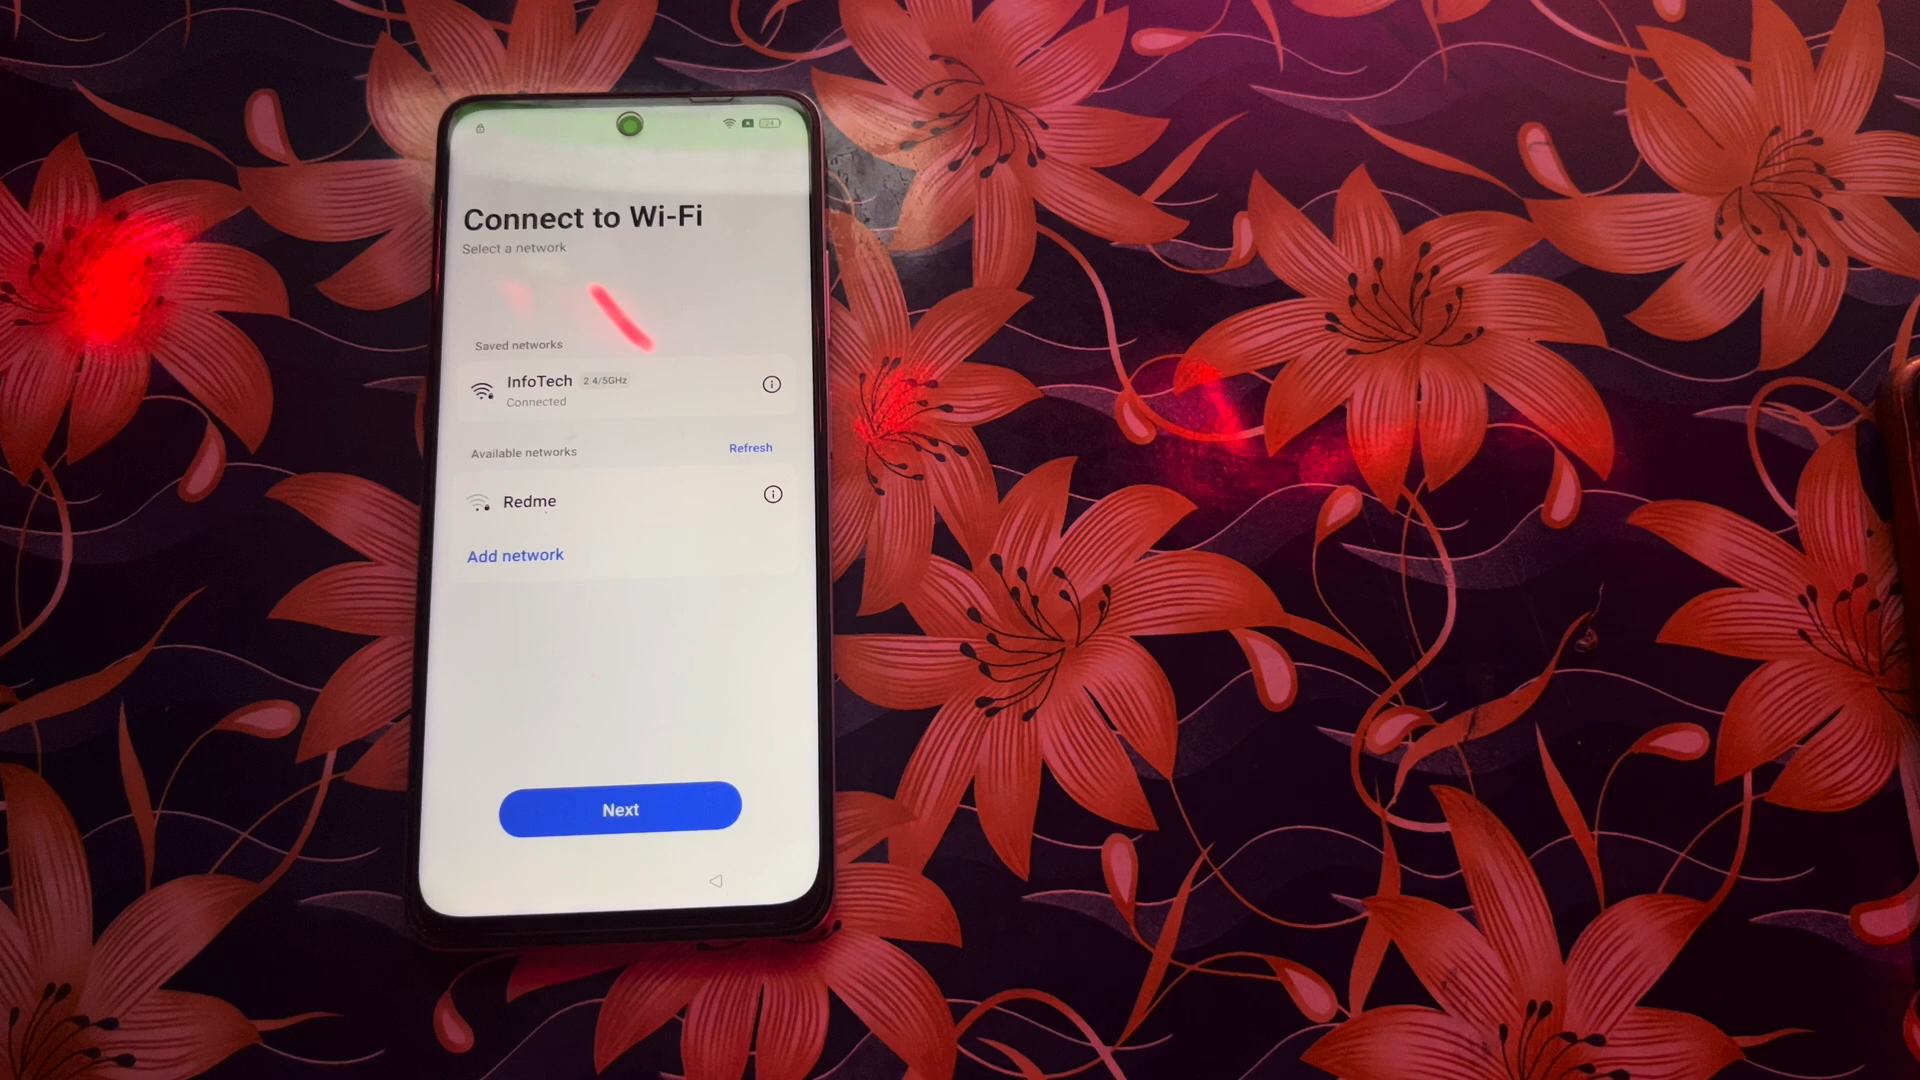 24
Connect to Wi-Fi
Select a network
Saved networks
InfoTech 2.4/5GHz
Connected
Available networks Refresh
Redme
Add network
Next